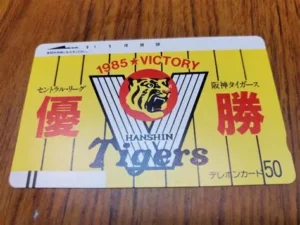 1985★VICTORY
セントラル・リーグ
阪神タイガース
優 勝
HANSHIN
Tigers
テレホンカード50